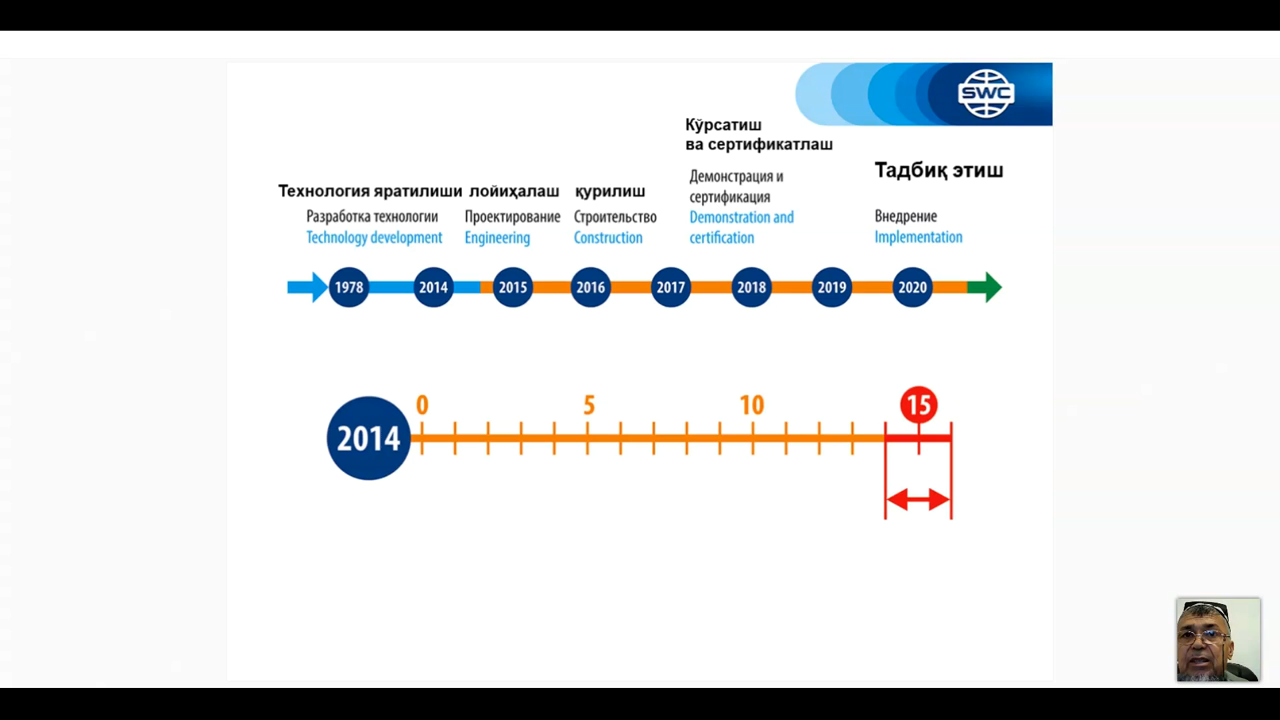 SWC
Кўрсатиш
ва сертификатлаш
Тадбиқ этиш
Технология яратилиши лойиҳалаш қурилиш
Демонстрация и
сертификация
Разработка технологии Проектирование Строительство
Внедрение
Technology development Engineering Construction
Demonstration and
certification
Implementation
1978 2014 2015 2016 2017 2018 2019 2020
0 5 10 15
2014